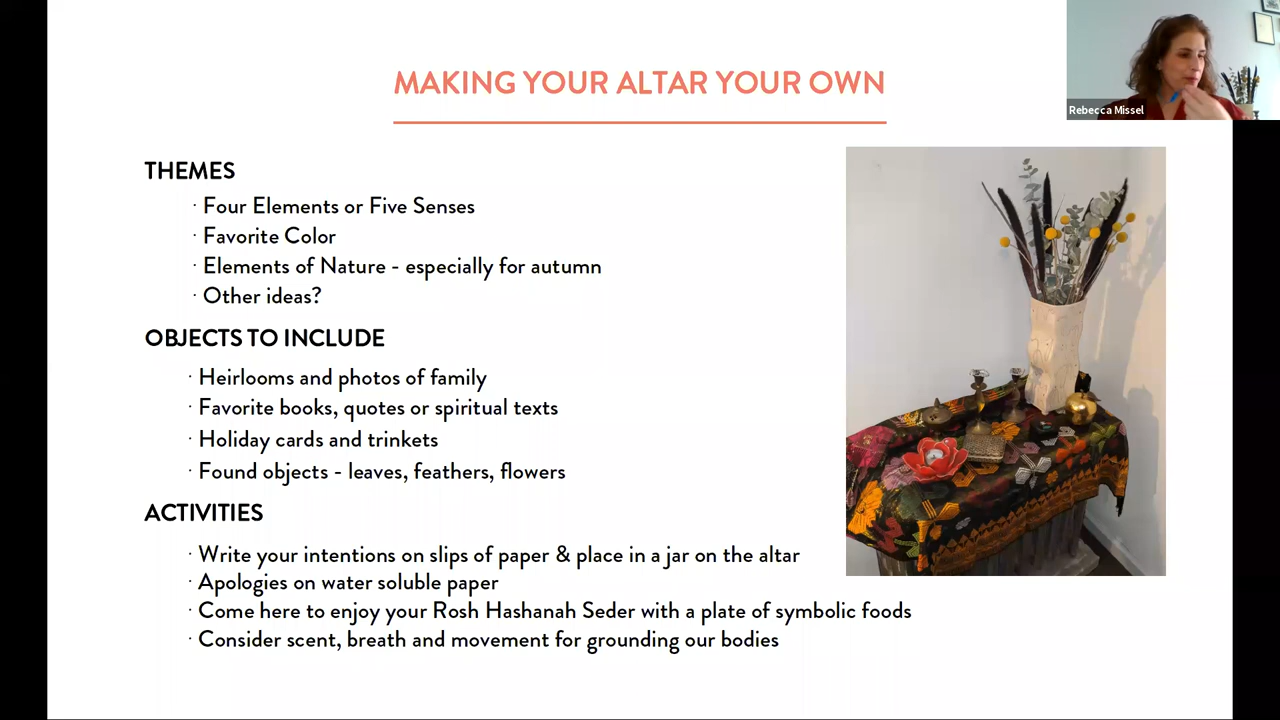 MAKING YOUR ALTAR YOUR OWN
Rebecca Missel
THEMES
· Four Elements or Five Senses
· Favorite Color
· Elements of Nature - especially for autumn
· Other ideas?
OBJECTS TO INCLUDE
· Heirlooms and photos of family
· Favorite books, quotes or spiritual texts
· Holiday cards and trinkets
· Found objects - leaves, feathers, flowers
ACTIVITIES
· Write your intentions on slips of paper & place in a jar on the altar
· Apologies on water soluble paper
· Come here to enjoy your Rosh Hashanah Seder with a plate of symbolic foods
· Consider scent, breath and movement for grounding our bodies